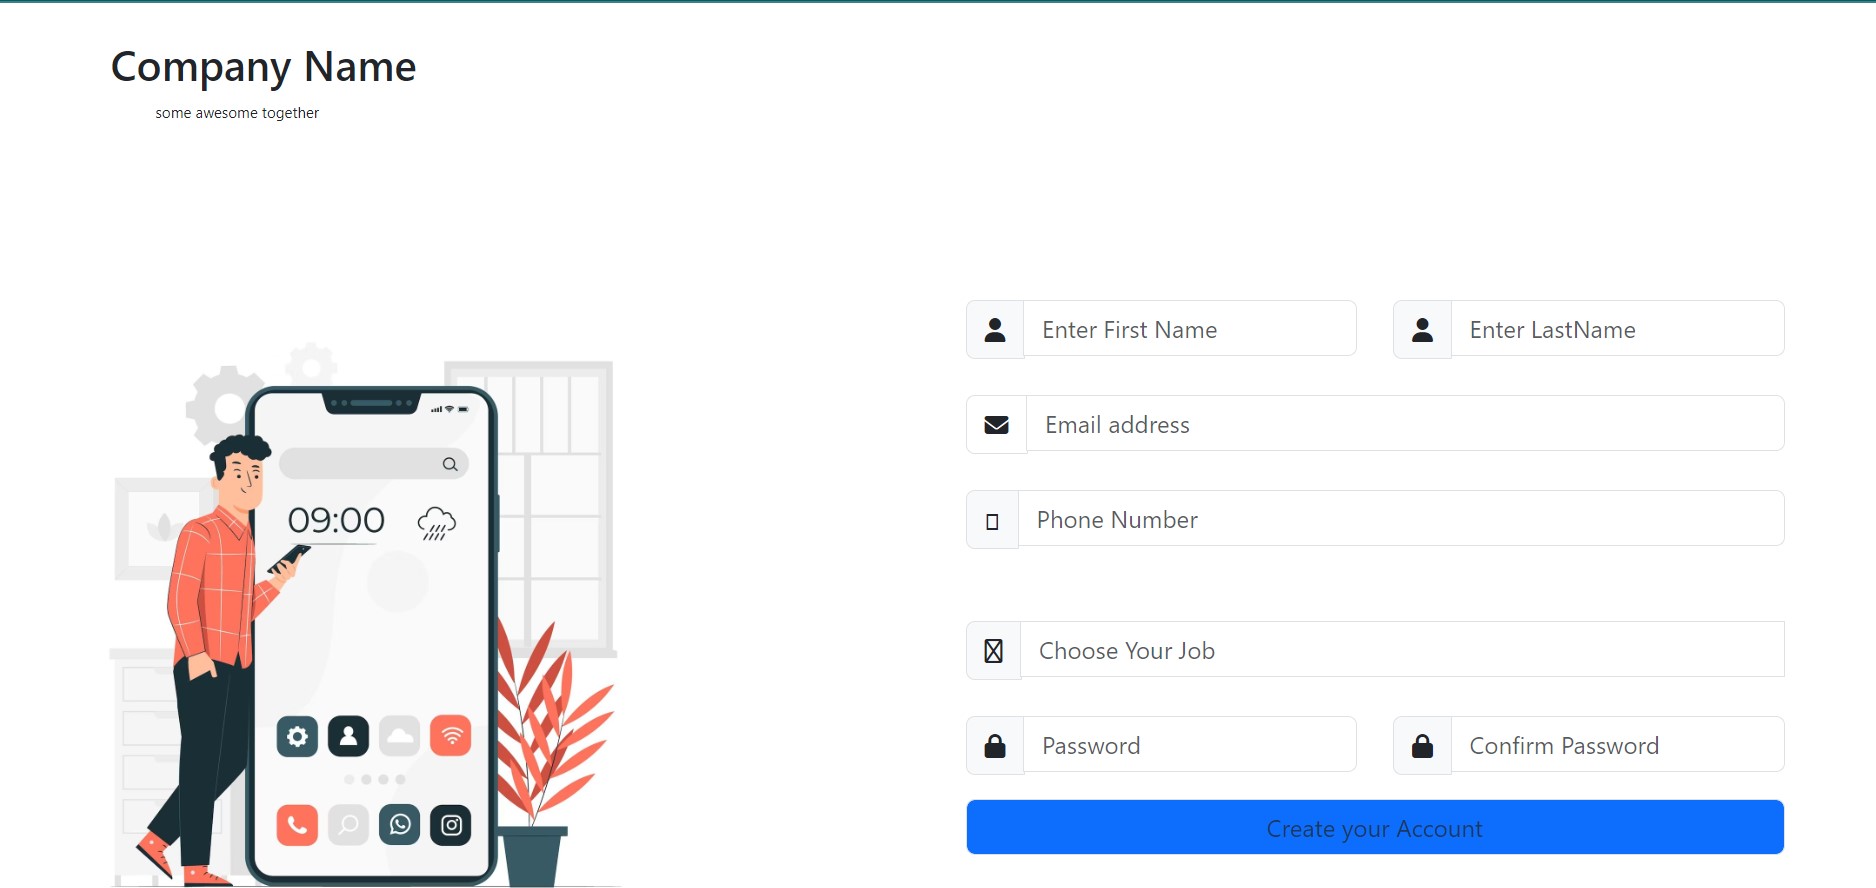 Company Name
some awesome together
Enter First Name
Enter LastName
Email address
Phone Number
Choose Your Job
Password
Confirm Password
Create your Account
09:00